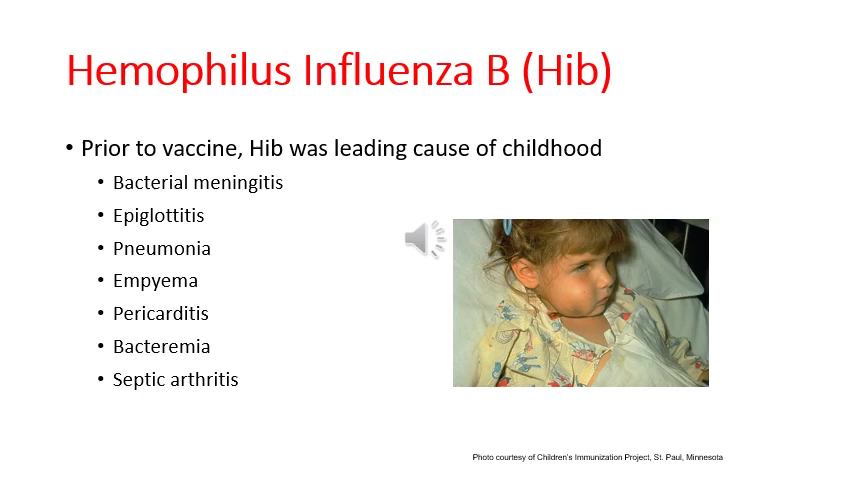 Hemophilus Influenza B (Hib)
• Prior to vaccine, Hib was leading cause of childhood
• Bacterial meningitis
• Epiglottitis
• Pneumonia
• Empyema
• Pericarditis
• Bacteremia
• Septic arthritis
Photo courtesy of Children's Immunization Project, St. Paul, Minnesota